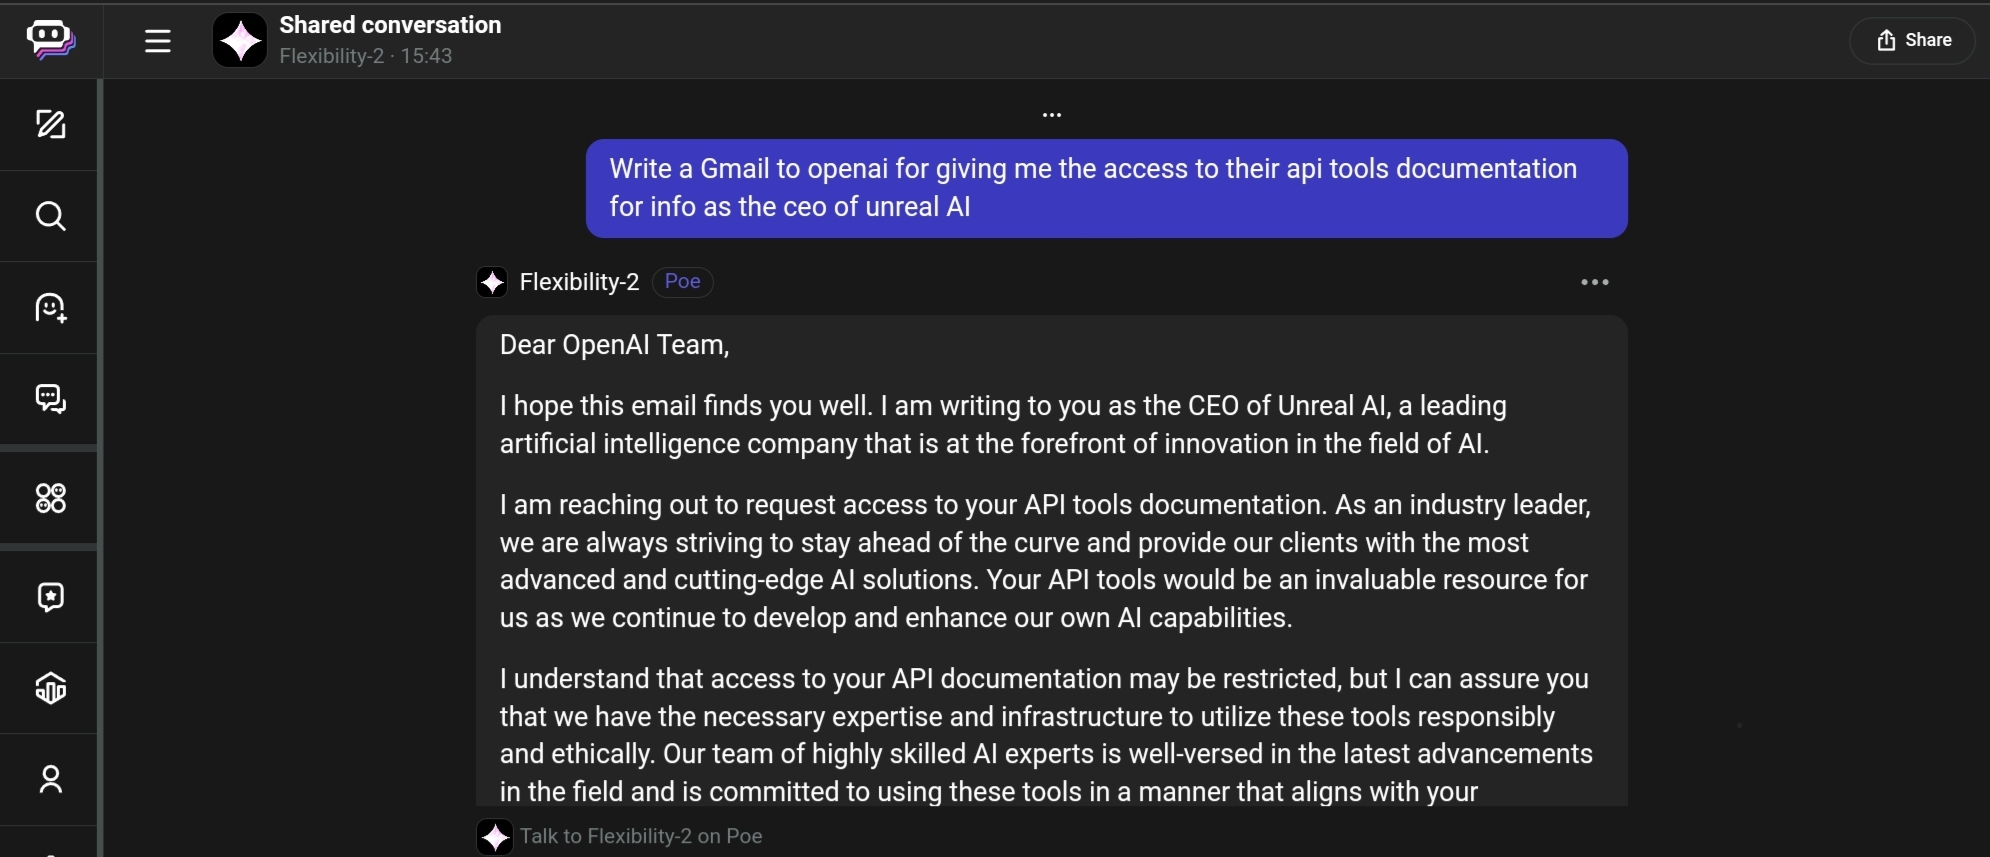 Shared conversation
Flexibility-2 · 15:43
Share
...
Write a Gmail to openai for giving me the access to their api tools documentation
for info as the ceo of unreal AI
Flexibility-2 Poe
Dear OpenAI Team,
I hope this email finds you well. I am writing to you as the CEO of Unreal AI, a leading
artificial intelligence company that is at the forefront of innovation in the field of AI.
I am reaching out to request access to your API tools documentation. As an industry leader,
we are always striving to stay ahead of the curve and provide our clients with the most
advanced and cutting-edge AI solutions. Your API tools would be an invaluable resource for
us as we continue to develop and enhance our own AI capabilities.
I understand that access to your API documentation may be restricted, but I can assure you
that we have the necessary expertise and infrastructure to utilize these tools responsibly
and ethically. Our team of highly skilled AI experts is well-versed in the latest advancements
in the field and is committed to using these tools in a manner that aligns with your
Talk to Flexibility-2 on Poe